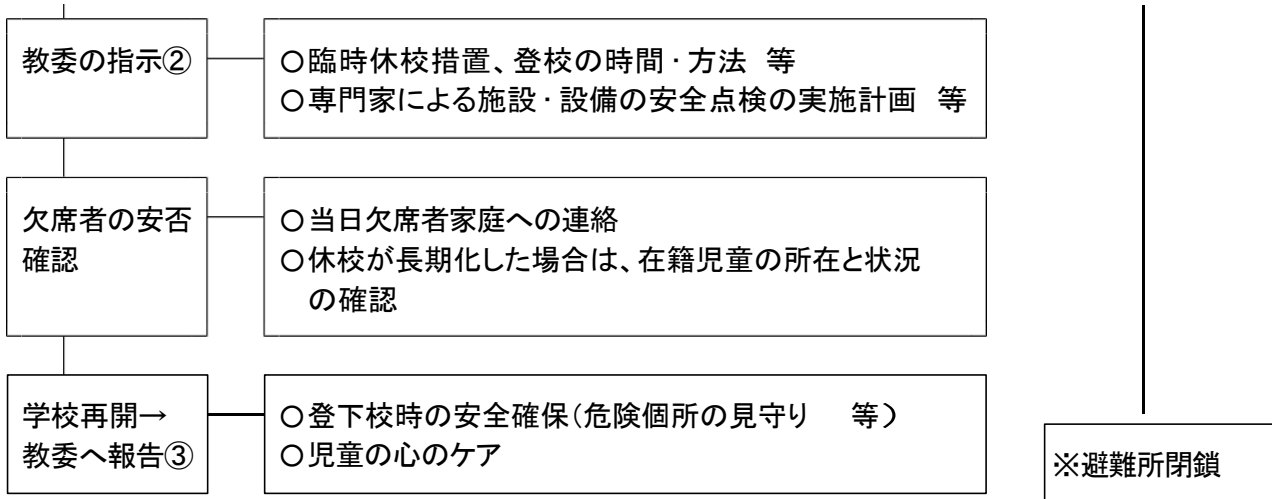 教委の指示②
○臨時休校措置、登校の時間・方法 等
○専門家による施設・設備の安全点検の実施計画 等
欠席者の安否
確認
○当日欠席者家庭への連絡
○休校が長期化した場合は、在籍児童の所在と状況
の確認
学校再開→
教委へ報告③
○登下校時の安全確保(危険個所の見守り 等)
○児童の心のケア
※避難所閉鎖